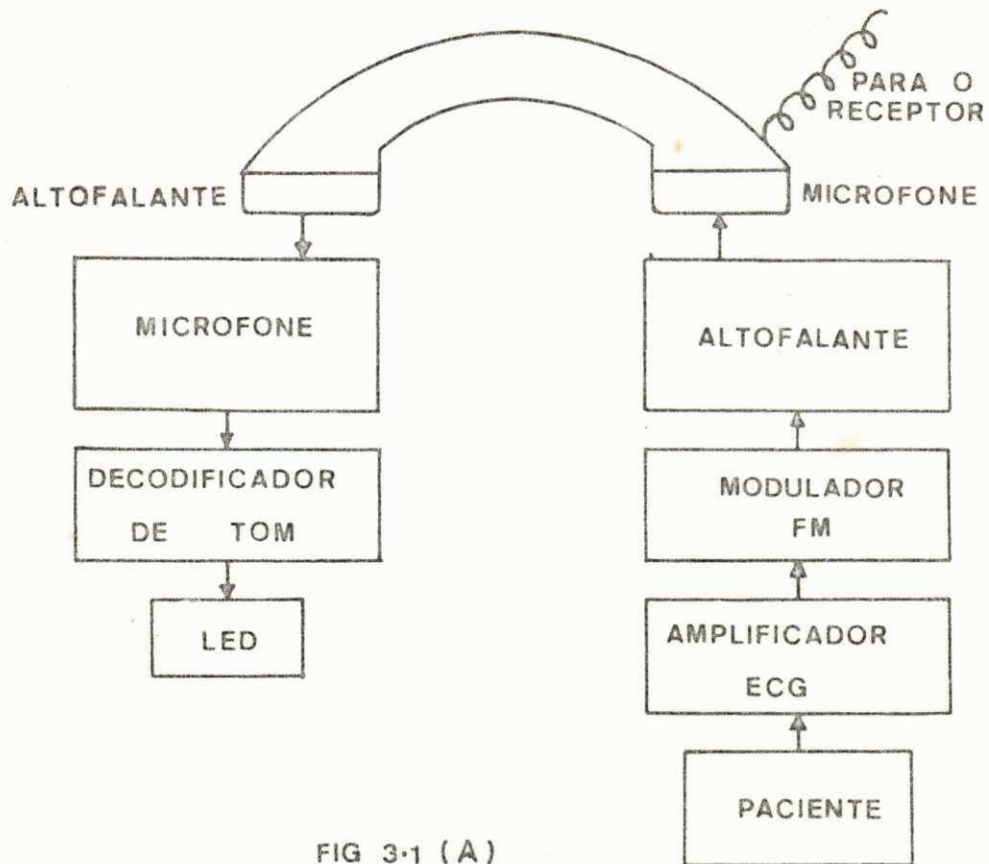 PARA O
RECEPTOR
ALTOFALANTE
MICROFONE
MICROFONE
ALTOFALANTE
DECODIFICADOR
DE TOM
MODULADOR
FM
LED
AMPLIFICADOR
ECG
PACIENTE
FIG 3.1 (A)